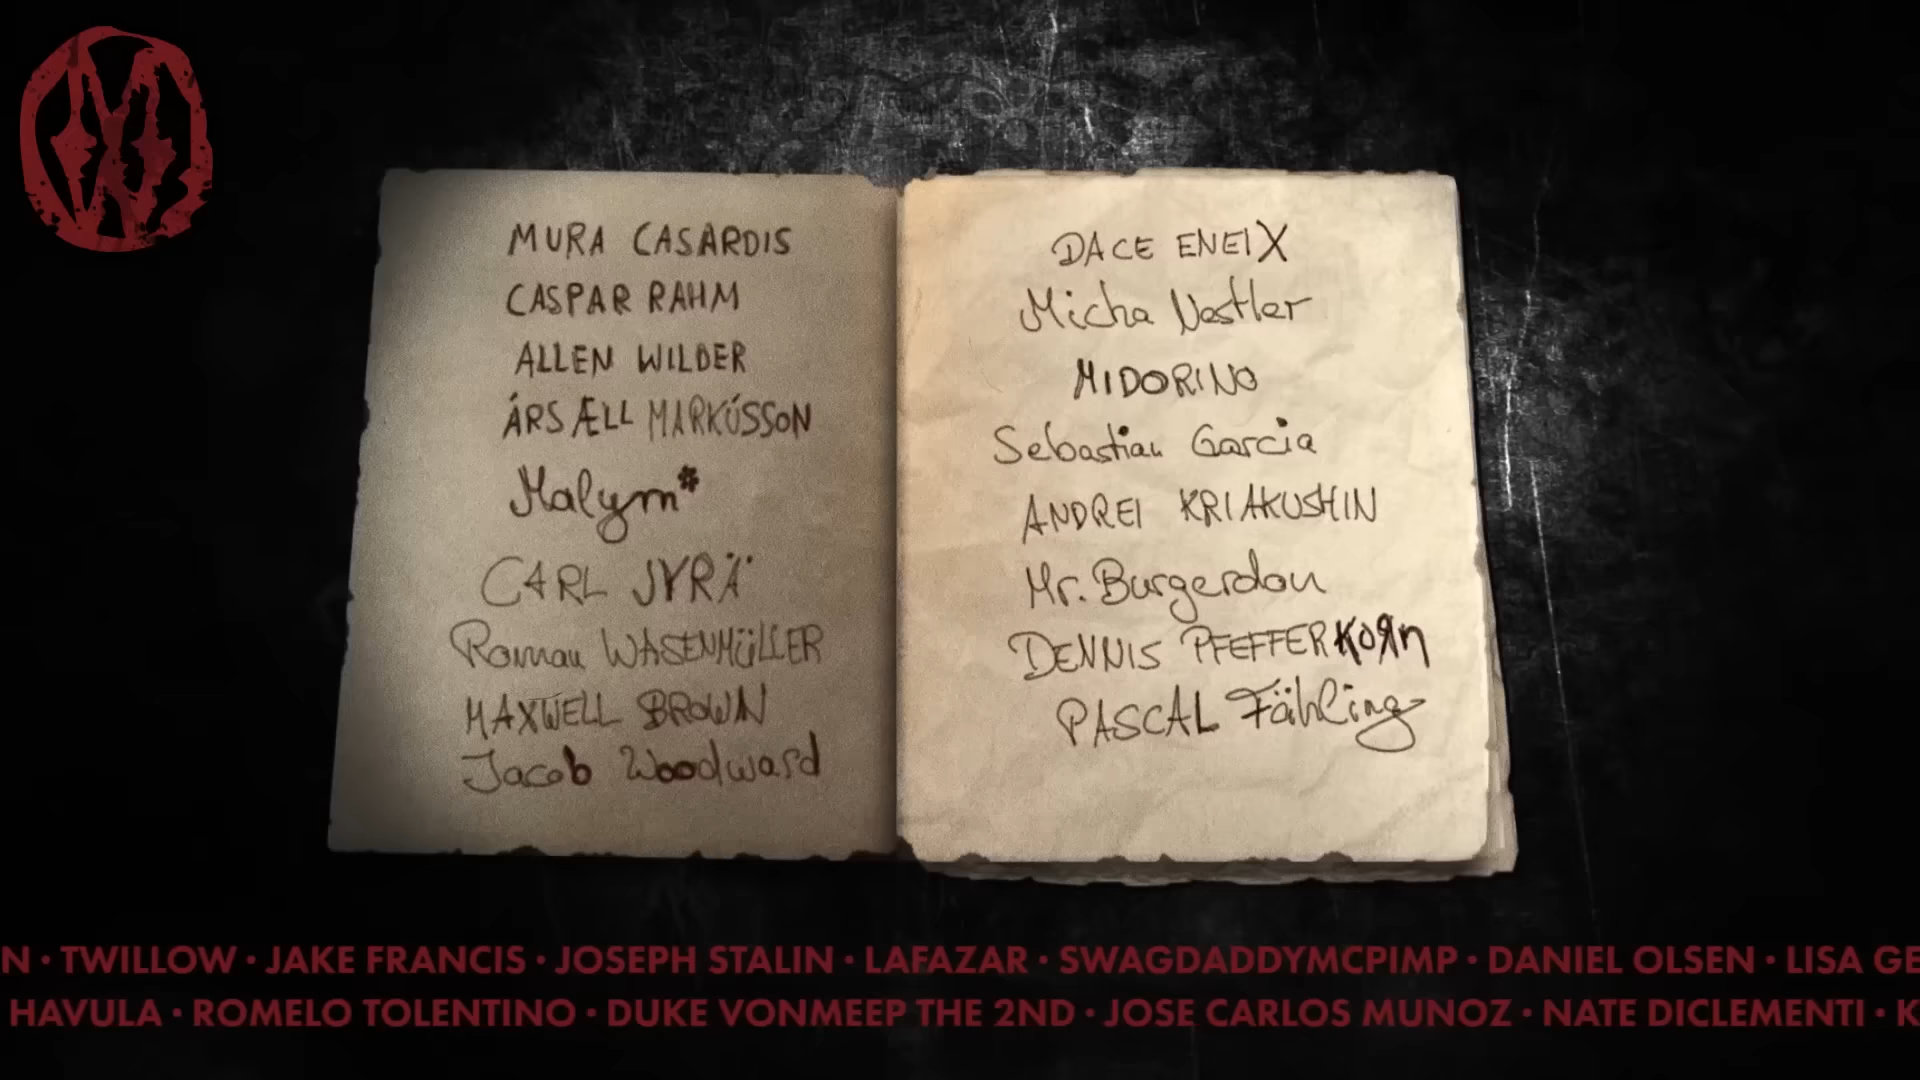 MURA CASARDIS
CASPAR RAHM
ALLEN WILDER
ÁRSÆLL MARKÚSSON
Malym*
CARL JYRÄ
Roman WASENMÜLLER
MAXWELL BROWN
Jacob Woodward
DACE ENEIX
Micha Nestler
MIDORINO
Sebastian Garcia
ANDREI KRIAKUSHIN
Mr. Burgerdon
DENNIS PFEFFERKORN
PASCAL Fähling
N · TWILLOW · JAKE FRANCIS · JOSEPH STALIN · LAFAZAR · SWAGDADDYMCPIMP · DANIEL OLSEN · LISA GE
HAVULA · ROMELO TOLENTINO · DUKE VONMEEP THE 2ND · JOSE CARLOS MUNOZ · NATE DICLEMENTI · K